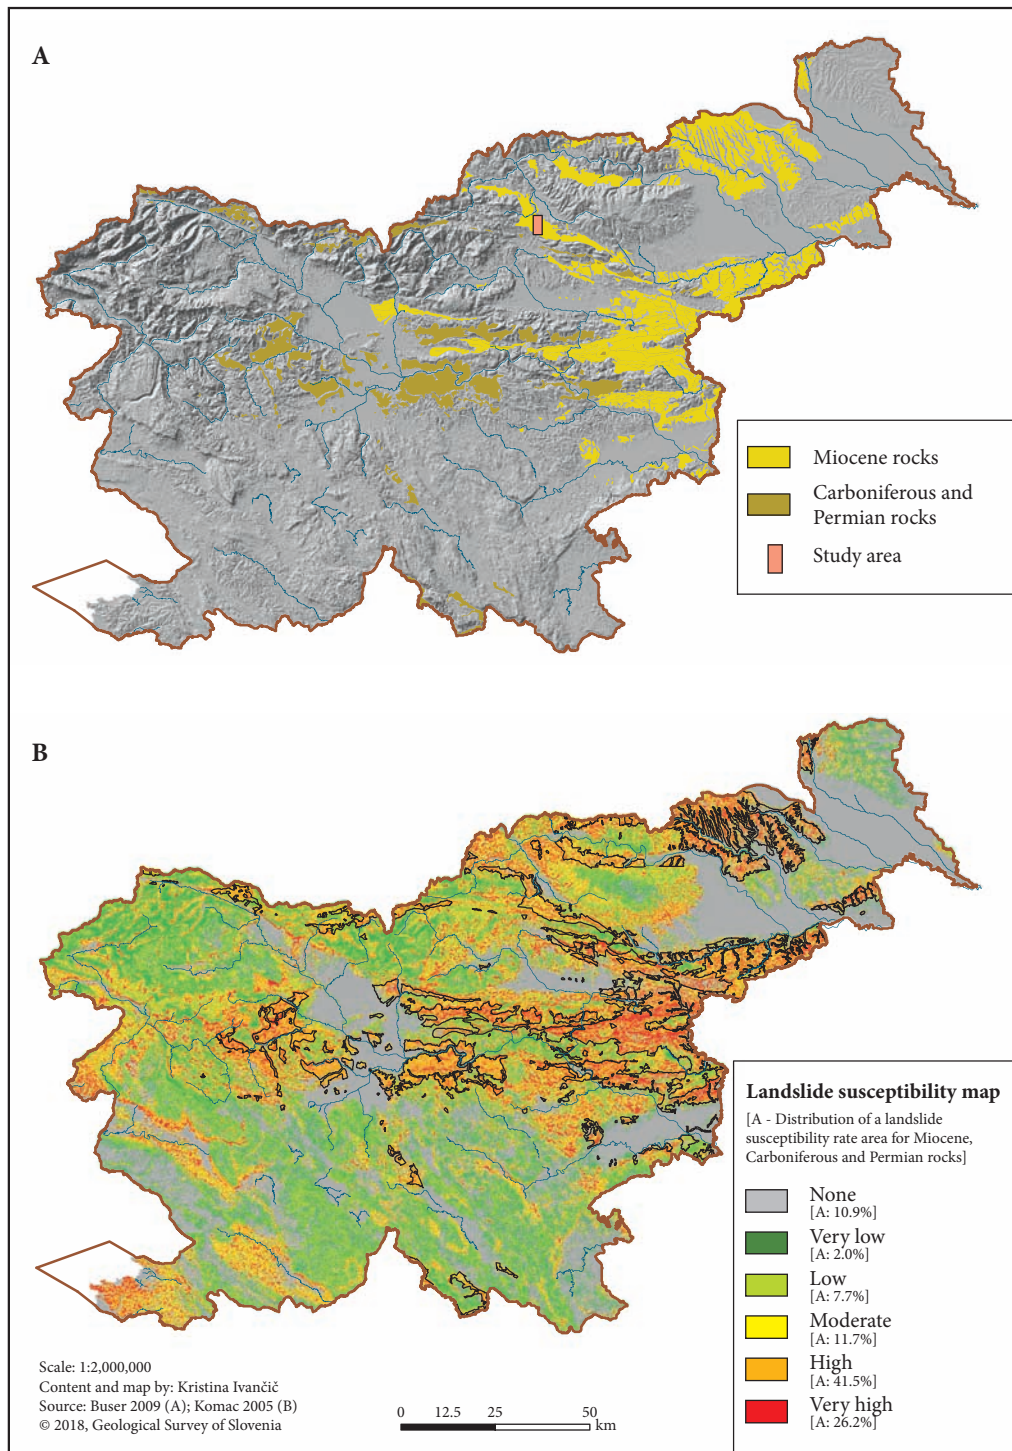 A
Miocene rocks
Carboniferous and
Permian rocks
Study area
B
Landslide susceptibility map
[A - Distribution of a landslide
susceptibility rate area for Miocene,
Carboniferous and Permian rocks]
None
[A: 10.9%]
Very low
[A: 2.0%]
Low
[A: 7.7%]
Moderate
[A: 11.7%]
High
[A: 41.5%]
Very high
[A: 26.2%]
Scale: 1:2,000,000
Content and map by: Kristina Ivančič
Source: Buser 2009 (A); Komac 2005 (B)
© 2018, Geological Survey of Slovenia
0 12.5 25 50
km